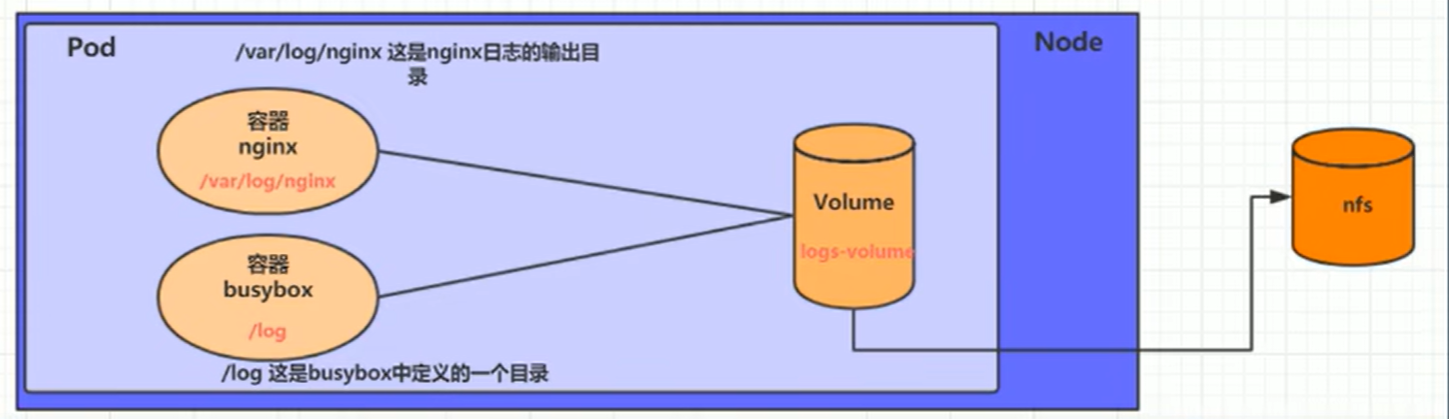 Pod
/var/log/nginx 这是nginx日志的输出目
录
Node
容器
nginx
/var/log/nginx
Volume
logs-volume
nfs
容器
busybox
/log
/log 这是busybox中定义的一个目录